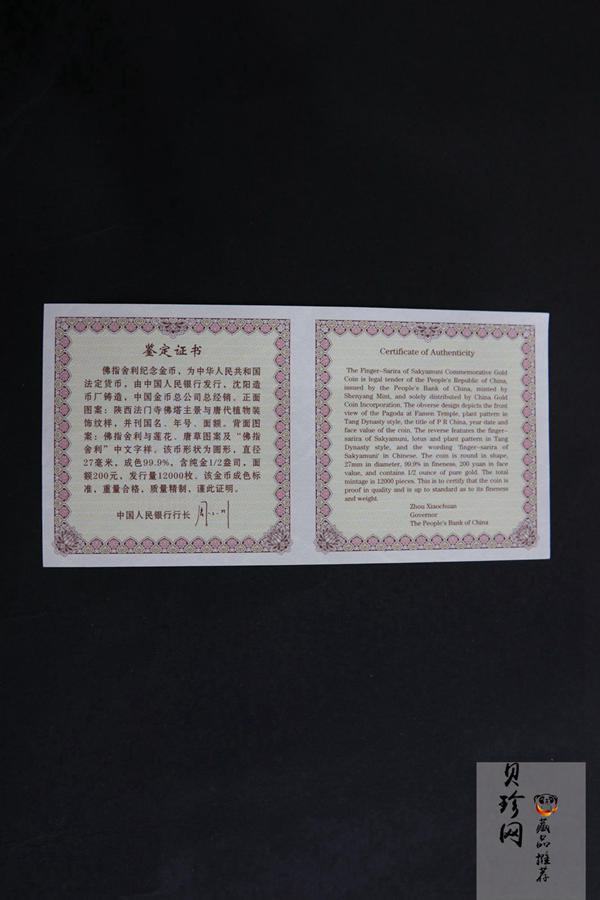 鉴定证书
佛指舍利纪念金币，为中华人民共和国
法定货币，由中国人民银行发行，沈阳造
币厂铸造，中国金币总公司总经销。正面
图案：陕西法门寺佛塔主景与唐代植物装
饰纹样，并刊国名、年号、面额。背面图
案：佛指舍利与莲花、唐草图案及“佛指
舍利”中文字样。该币形状为圆形，直径
27毫米，成色99.9%，含纯金1/2盎司，面
额200元，发行量12000枚。该金币成色标
准，重量合格，质量精制，谨此证明。
中国人民银行行长
Certificate of Authenticity
The Finger-Sarira of Sakyamuni Commemorative Gold
Coin is legal tender of the People's Republic of China,
issued by the People's Bank of China, minted by
Shenyang Mint, and solely distributed by China Gold
Coin Incorporation. The obverse design depicts the front
view of the Pagoda at Famen Temple, plant pattern in
Tang Dynasty style, the title of P R China, year date and
face value of the coin. The reverse features the finger-
sarira of Sakyamuni, lotus and plant pattern in Tang
Dynasty style, and the wording 'finger-sarira of
Sakyamuni' in Chinese. The coin is round in shape,
27mm in diameter, 99.9% in fineness, 200 yuan in face
value, and contains 1/2 ounce of pure gold. The total
mintage is 12000 pieces. This is to certify that the coin is
proof in quality and is up to standard as to its fineness
and weight.
Zhou Xiaochuan
Governor
The People's Bank of China
贝珍网
藏品推荐